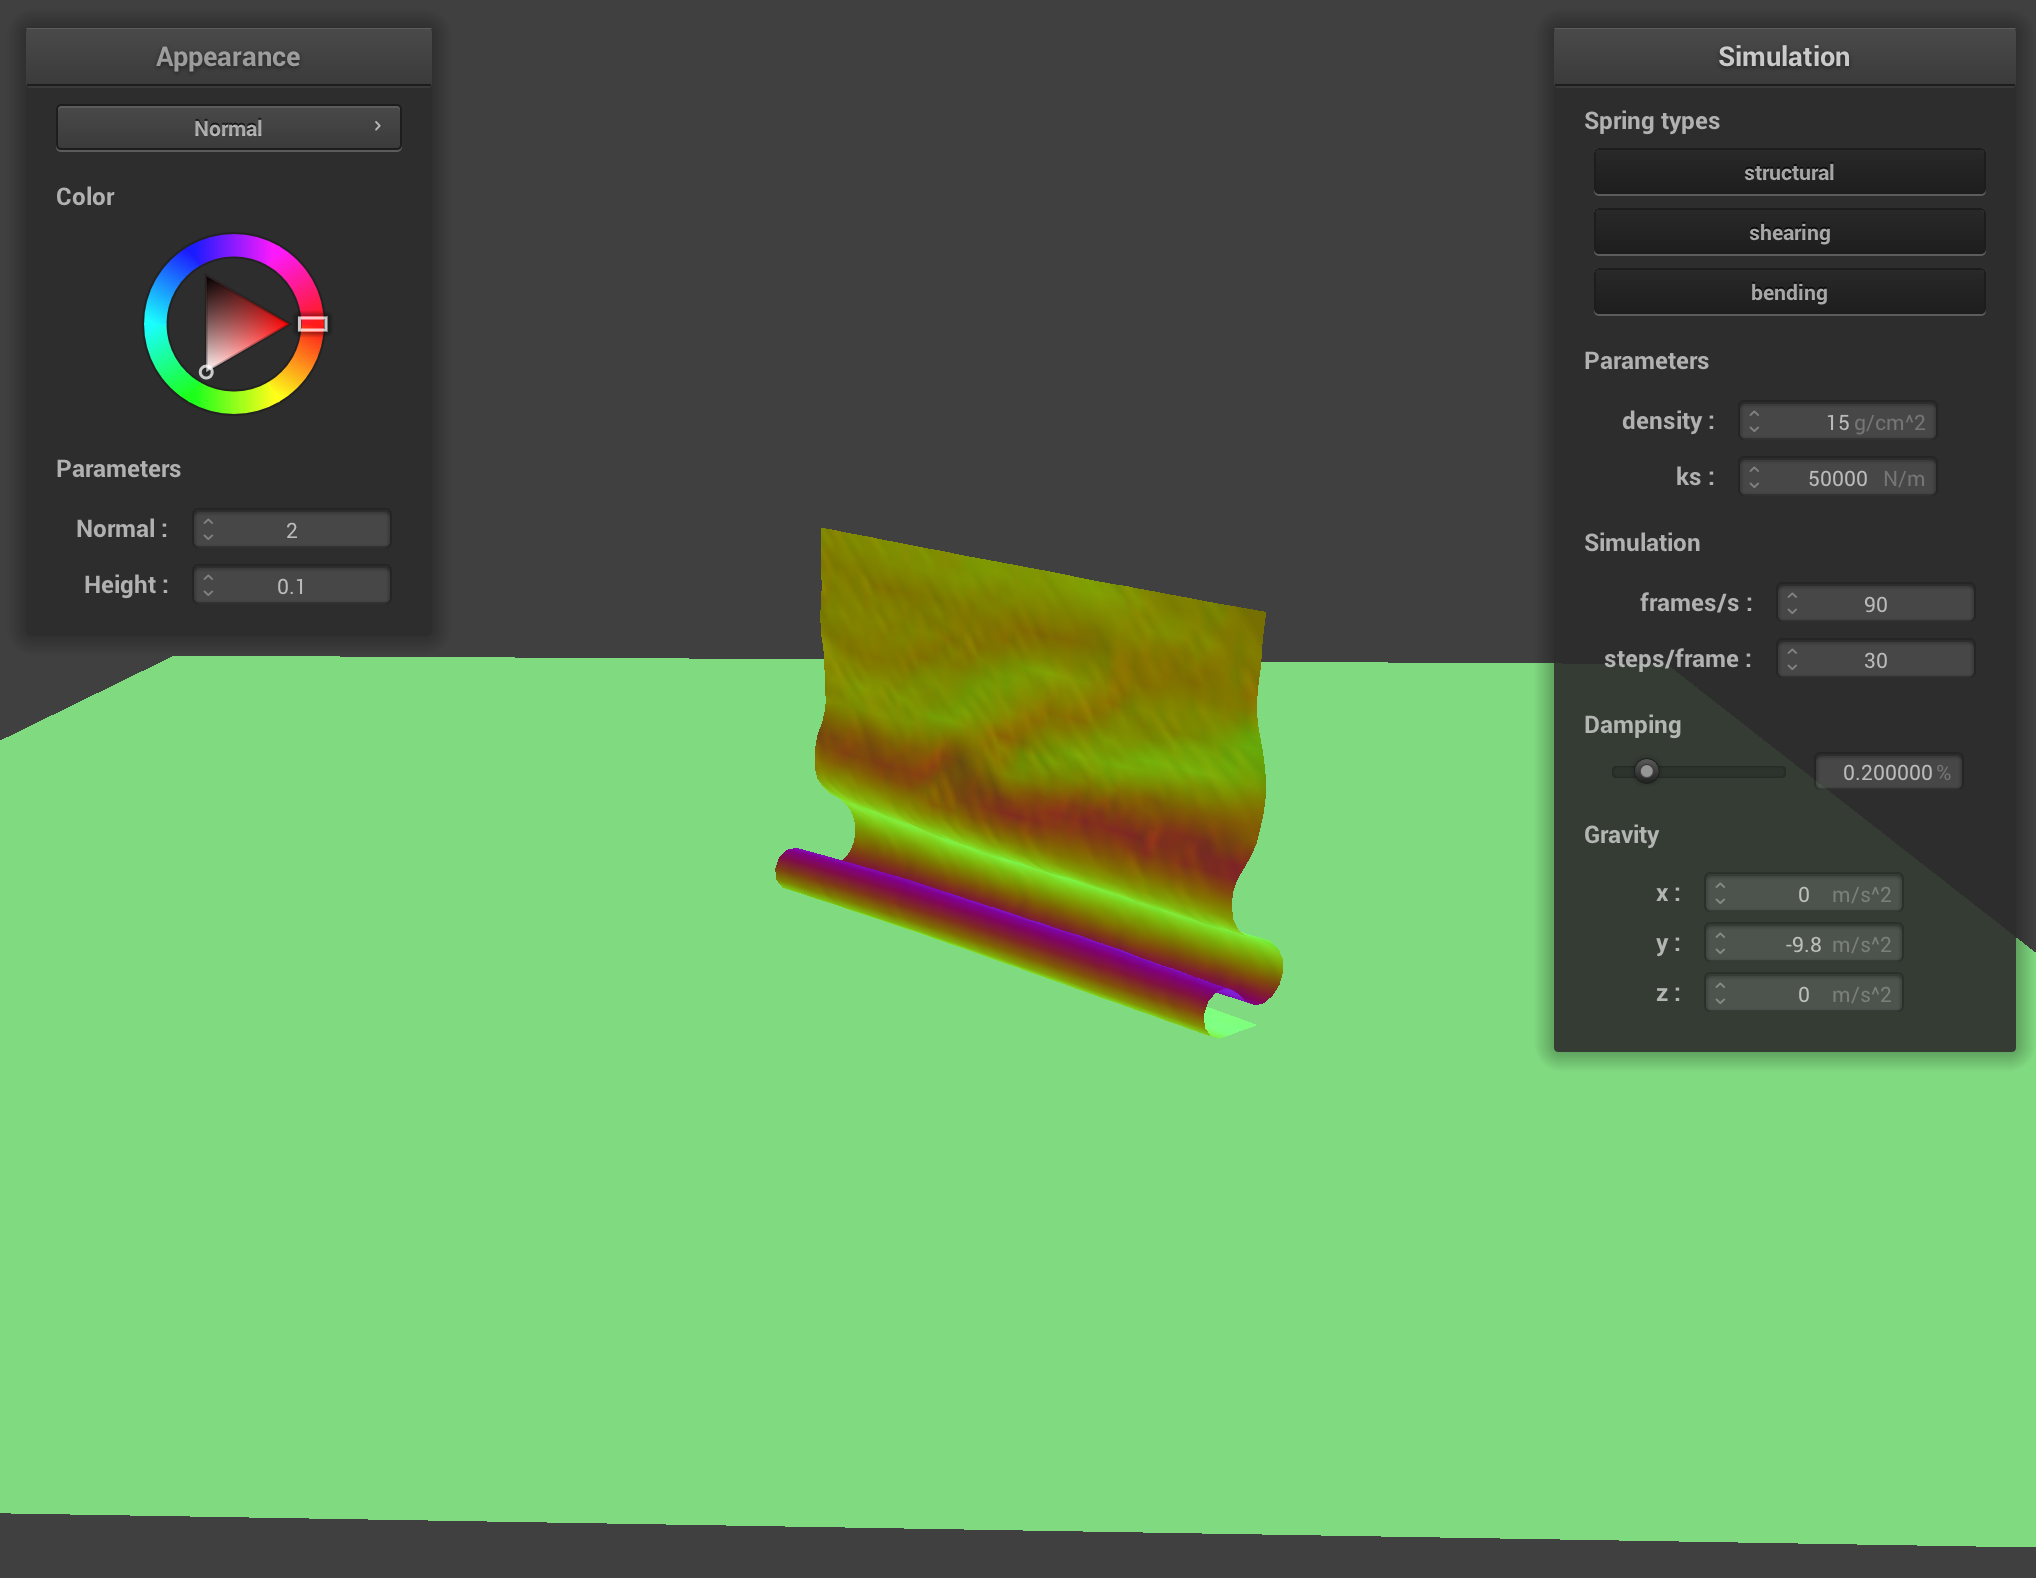 Appearance
Normal
Color
Parameters
Normal : 2
Height : 0.1
Simulation
Spring types
structural
shearing
bending
Parameters
density : 15 g/cm^2
ks : 50000 N/m
Simulation
frames/s : 90
steps/frame : 30
Damping
0.200000 %
Gravity
x : 0 m/s^2
y : -9.8 m/s^2
z : 0 m/s^2